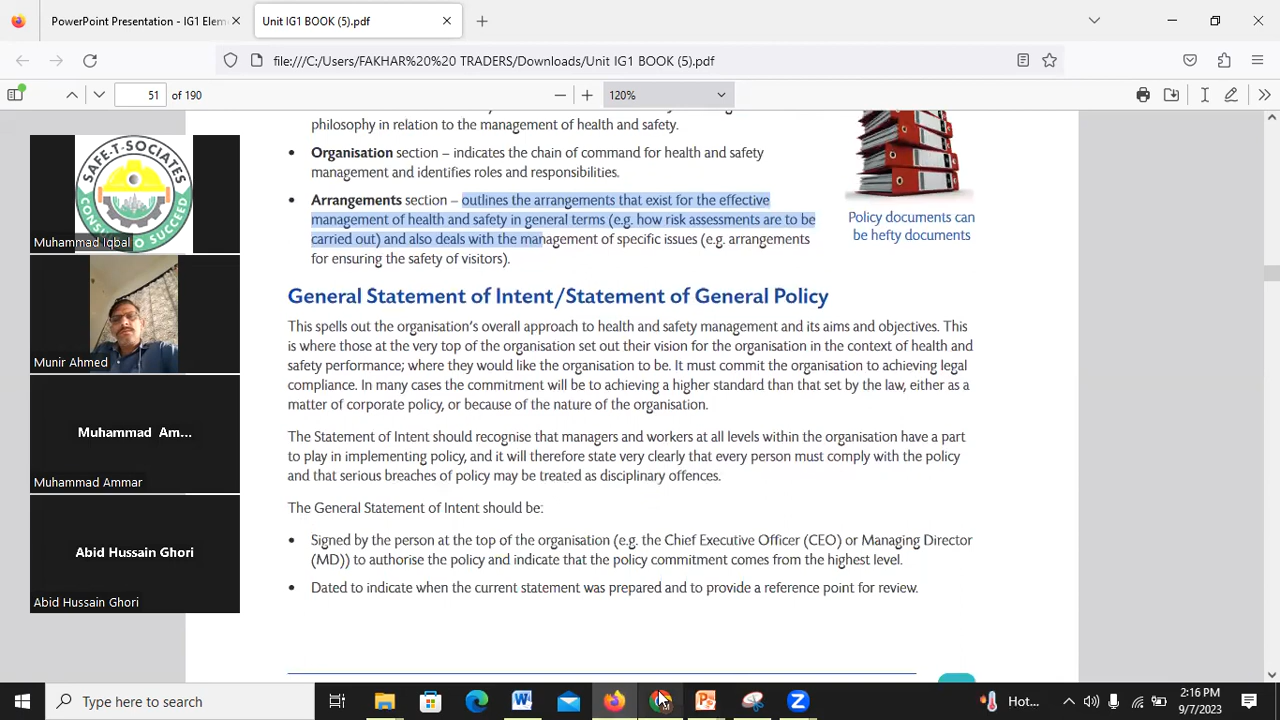 PowerPoint Presentation - IG1 Elem
Unit IG1 BOOK (5).pdf
file:///C:/Users/FAKHAR%20%20 TRADERS/Downloads/Unit IG1 BOOK (5).pdf
51 of 190
120%
SAFE-T-SOCIATES
CONSULT TO SUCCEED
Muhammad Iqbal
Munir Ahmed
Muhammad Am...
Muhammad Ammar
Abid Hussain Ghori
Abid Hussain Ghori
philosophy in relation to the management of health and safety.
• Organisation section – indicates the chain of command for health and safety
management and identifies roles and responsibilities.
• Arrangements section – outlines the arrangements that exist for the effective
management of health and safety in general terms (e.g. how risk assessments are to be
carried out) and also deals with the management of specific issues (e.g. arrangements
for ensuring the safety of visitors).
Policy documents can
be hefty documents
General Statement of Intent/Statement of General Policy
This spells out the organisation's overall approach to health and safety management and its aims and objectives. This
is where those at the very top of the organisation set out their vision for the organisation in the context of health and
safety performance; where they would like the organisation to be. It must commit the organisation to achieving legal
compliance. In many cases the commitment will be to achieving a higher standard than that set by the law, either as a
matter of corporate policy, or because of the nature of the organisation.
The Statement of Intent should recognise that managers and workers at all levels within the organisation have a part
to play in implementing policy, and it will therefore state very clearly that every person must comply with the policy
and that serious breaches of policy may be treated as disciplinary offences.
The General Statement of Intent should be:
• Signed by the person at the top of the organisation (e.g. the Chief Executive Officer (CEO) or Managing Director
(MD)) to authorise the policy and indicate that the policy commitment comes from the highest level.
• Dated to indicate when the current statement was prepared and to provide a reference point for review.
Type here to search
Hot...
2:16 PM
9/7/2023